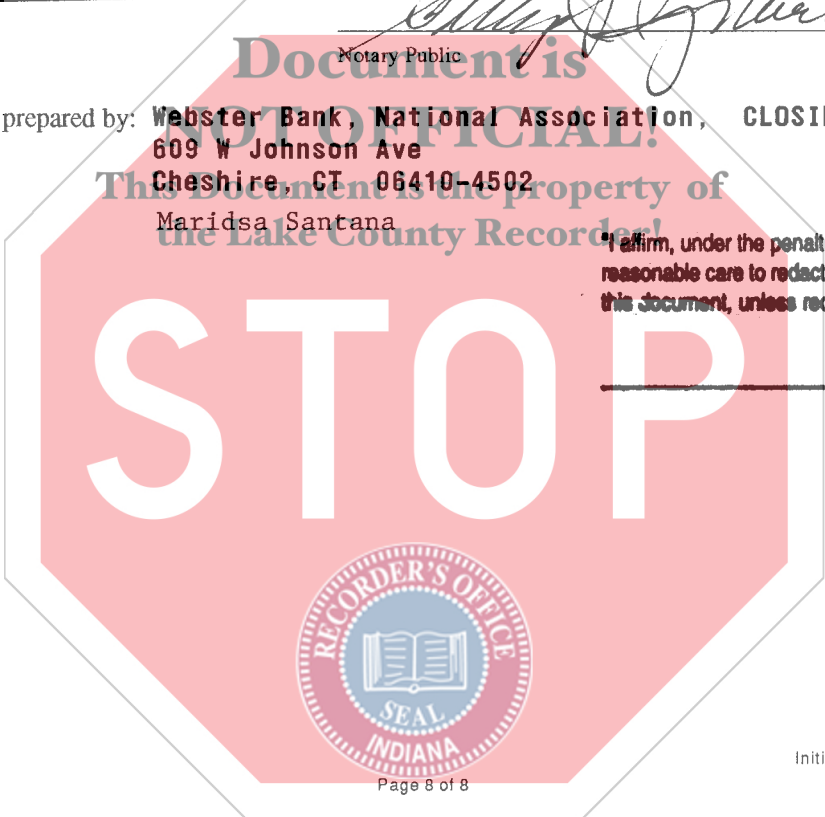 Document is
Notary Public
NOT OFFICIAL!
prepared by: Webster Bank, National Association, CLOSI
609 W Johnson Ave
Cheshire, CT 06410-4502
This Document is the property of
Maridsa Santana
the Lake County Recorder!
"I affirm, under the penalt
reasonable care to redact
this document, unless rec
STOP
RECORDER'S OFFICE
SEAL
INDIANA
Initi
Page 8 of 8